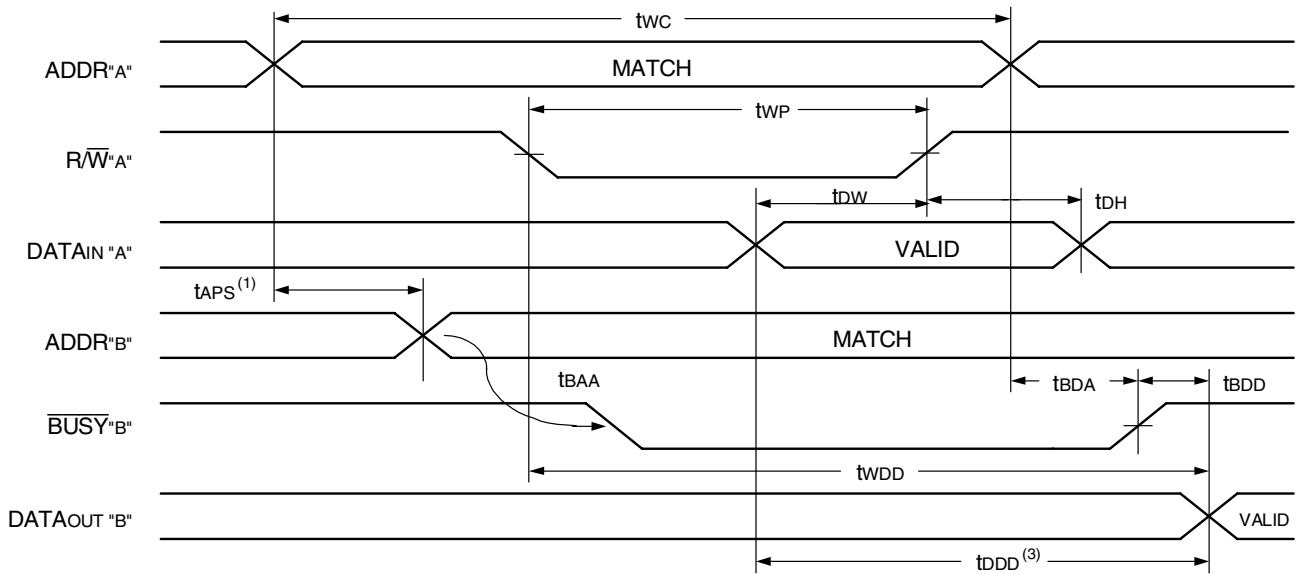 tWC
ADDR"A" MATCH
tWP
R/W̅"A"
tDW tDH
DATAIN "A" VALID
tAPS(1)
ADDR"B" MATCH
tBAA tBDA tBDD
B̅U̅S̅Y̅"B"
tWDD
DATAOUT "B" VALID
tDDD(3)